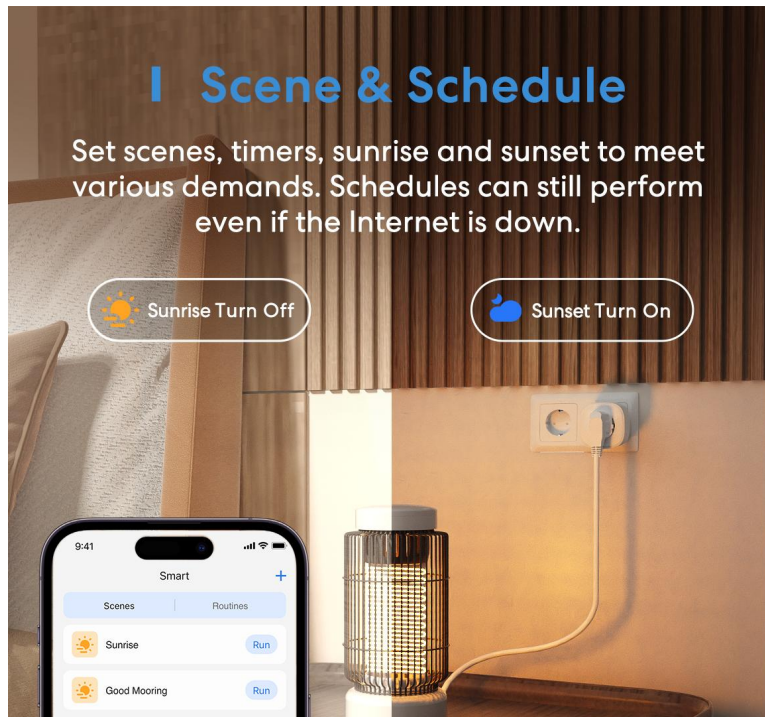 Scene & Schedule
Set scenes, timers, sunrise and sunset to meet
various demands. Schedules can still perform
even if the Internet is down.
Sunrise Turn Off
Sunset Turn On
9:41
Smart
Scenes
Routines
Sunrise
Run
Good Mooring
Run